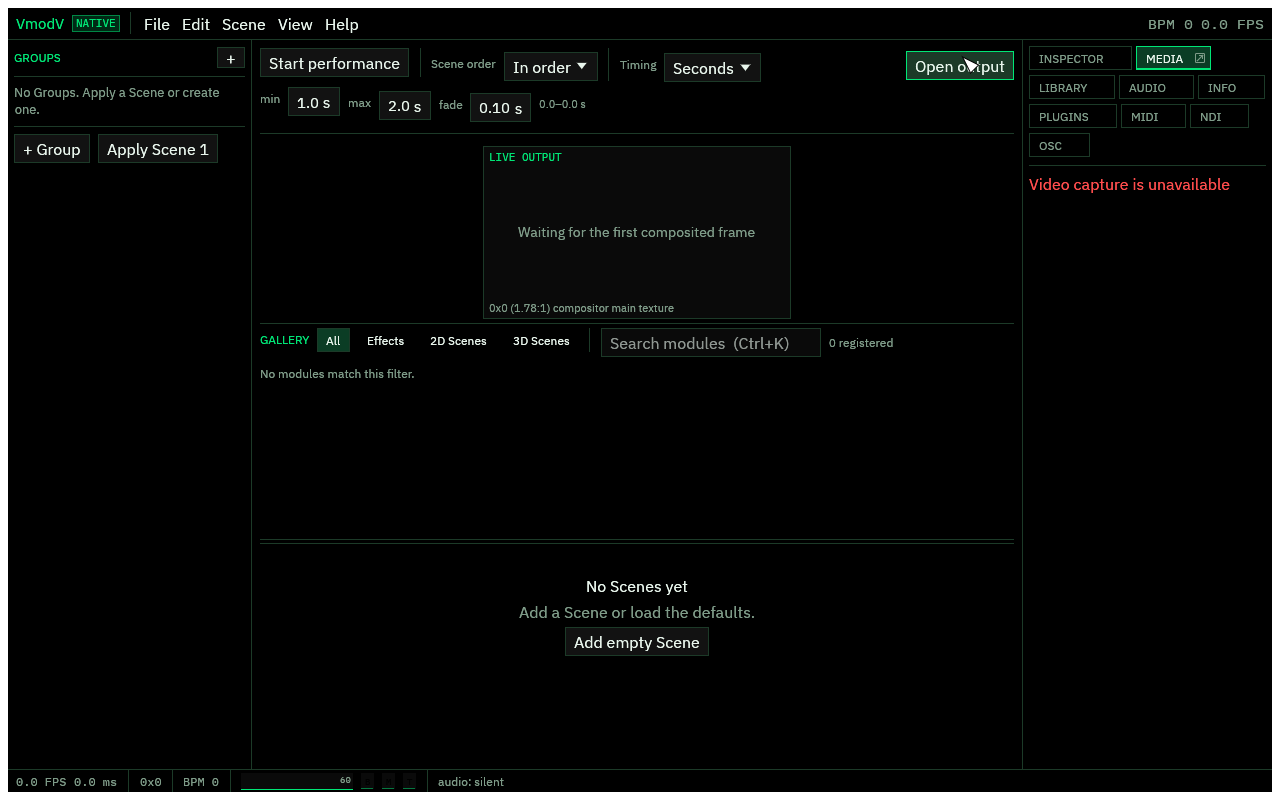 VmodV NATIVE File Edit Scene View Help BPM 0 0.0 FPS
GROUPS +
No Groups. Apply a Scene or create
one.
+ Group Apply Scene 1
Start performance Scene order In order Timing Seconds Open output
min 1.0 s max 2.0 s fade 0.10 s 0.0–0.0 s
LIVE OUTPUT
Waiting for the first composited frame
0x0 (1.78:1) compositor main texture
GALLERY All Effects 2D Scenes 3D Scenes Search modules (Ctrl+K) 0 registered
No modules match this filter.
No Scenes yet
Add a Scene or load the defaults.
Add empty Scene
INSPECTOR MEDIA
LIBRARY AUDIO INFO
PLUGINS MIDI NDI
OSC
Video capture is unavailable
0.0 FPS 0.0 ms 0x0 BPM 0 60 audio: silent